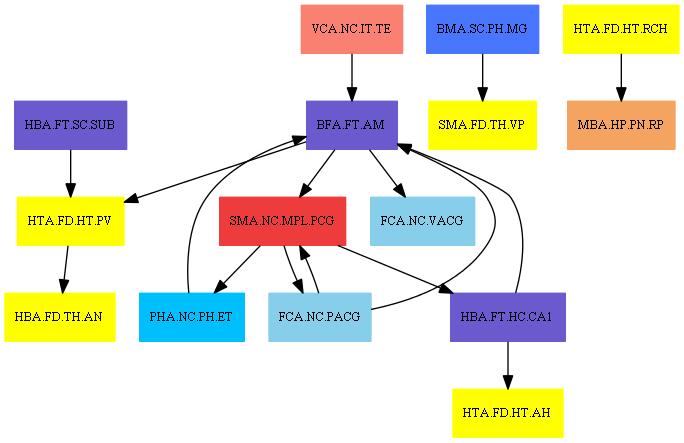 VCA.NC.IT.TE
BMA.SC.PH.MG
HTA.FD.HT.RCH
HBA.FT.SC.SUB
BFA.FT.AM
SMA.FD.TH.VP
MBA.HP.PN.RP
HTA.FD.HT.PV
SMA.NC.MPL.PCG
FCA.NC.VACG
HBA.FD.TH.AN
PHA.NC.PH.ET
FCA.NC.PACG
HBA.FT.HC.CA1
HTA.FD.HT.AH